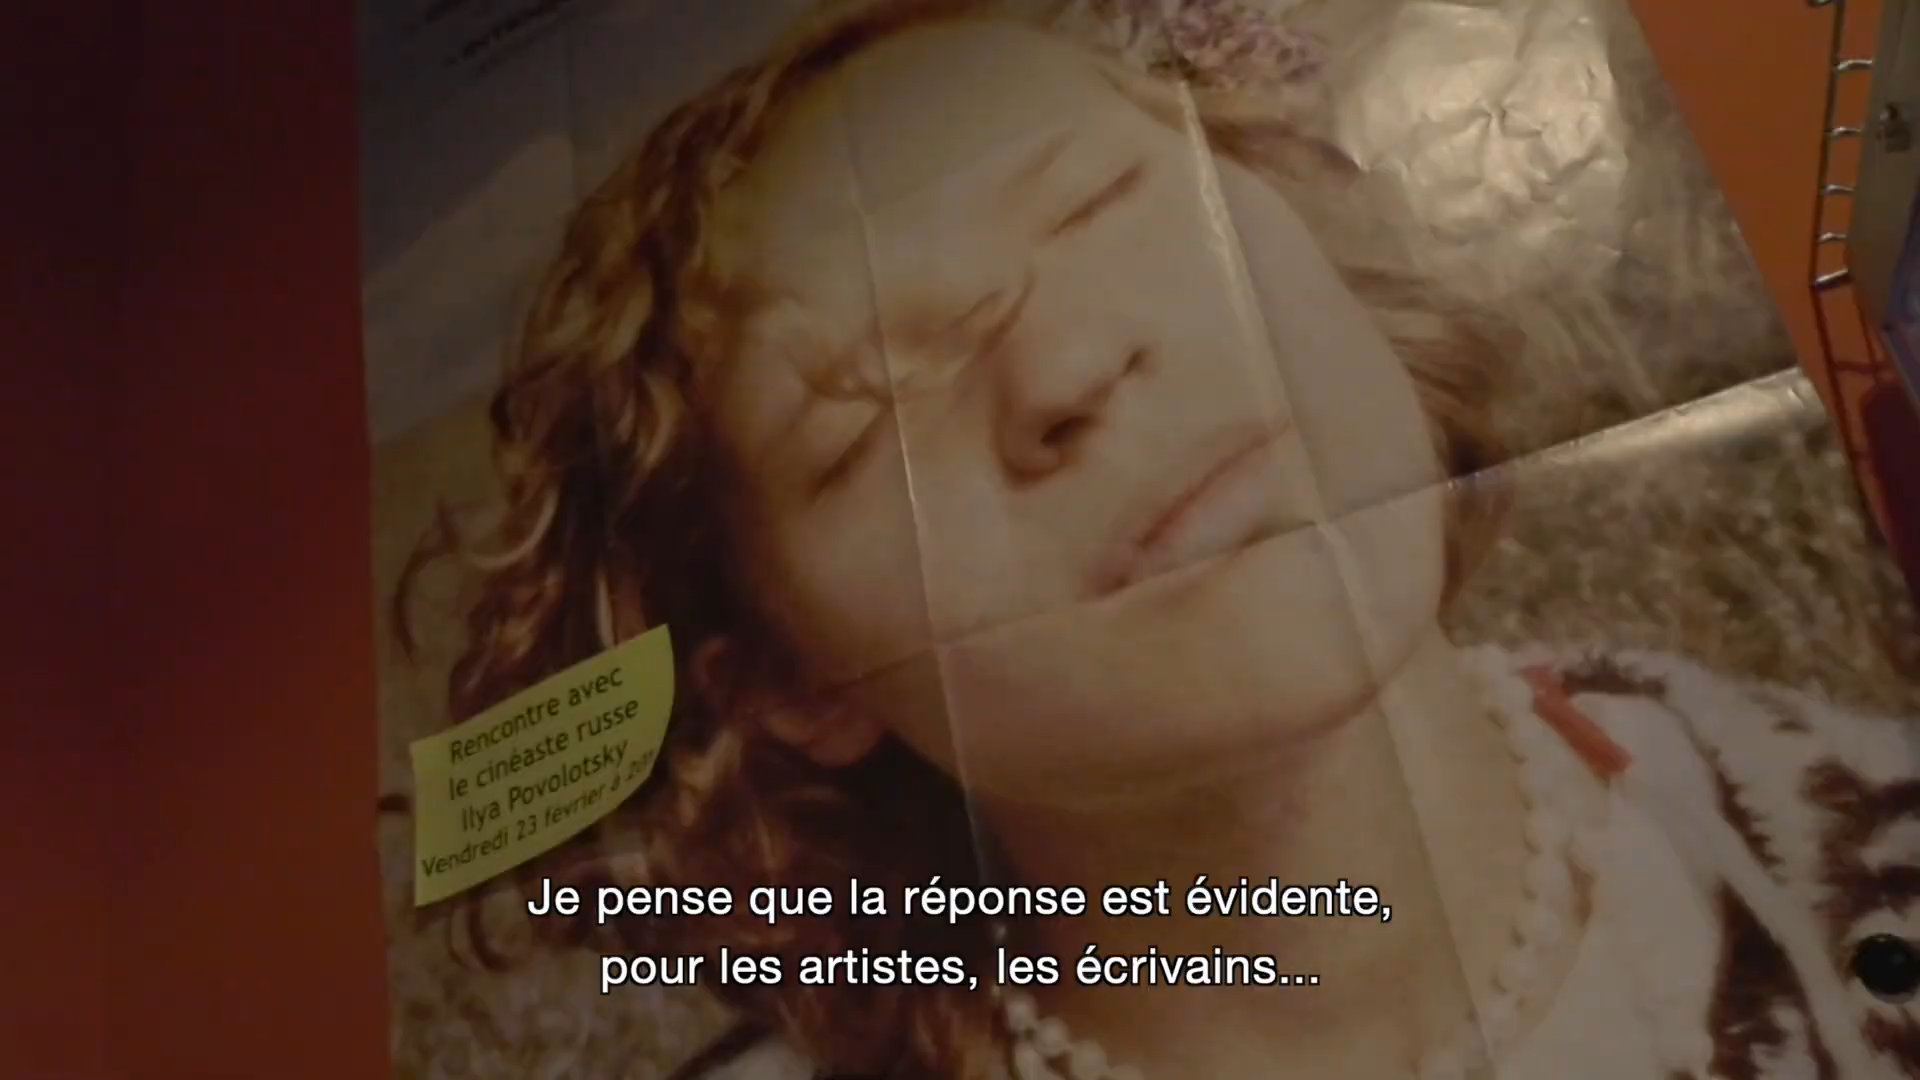 Rencontre avec
le cinéaste russe
Ilya Povolotsky
Vendredi 23 février à
Je pense que la réponse est évidente,
pour les artistes, les écrivains...